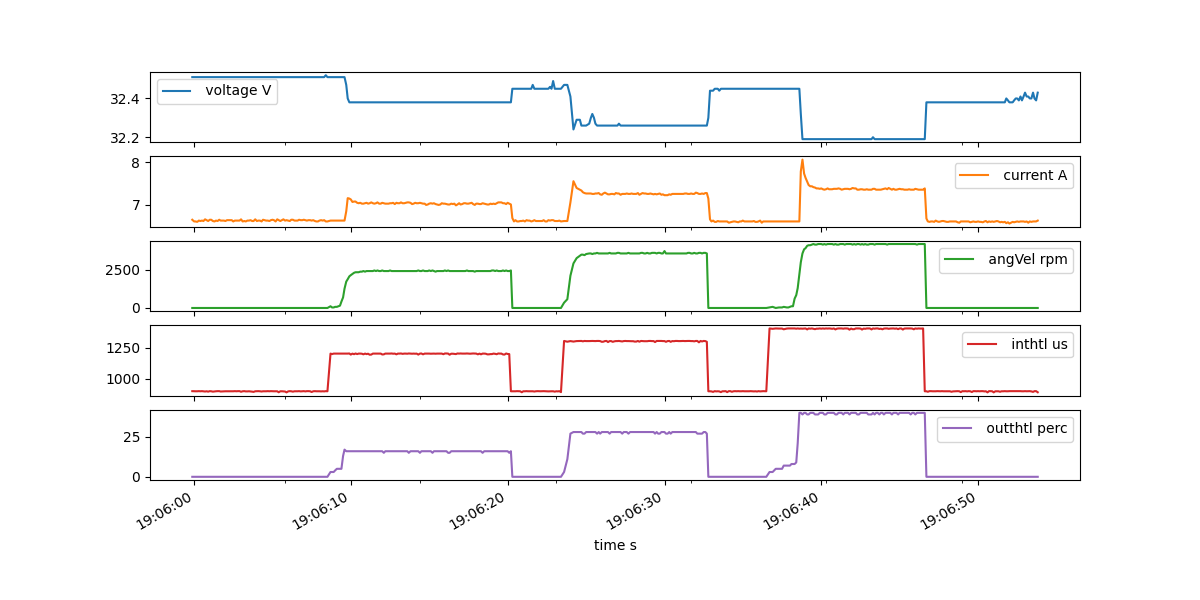 voltage V
32.4
32.2
8
7
current A
2500
0
angVel rpm
1250
1000
inthtl us
25
0
outthtl perc
19:06:00
19:06:10
19:06:20
19:06:30
19:06:40
19:06:50
time s